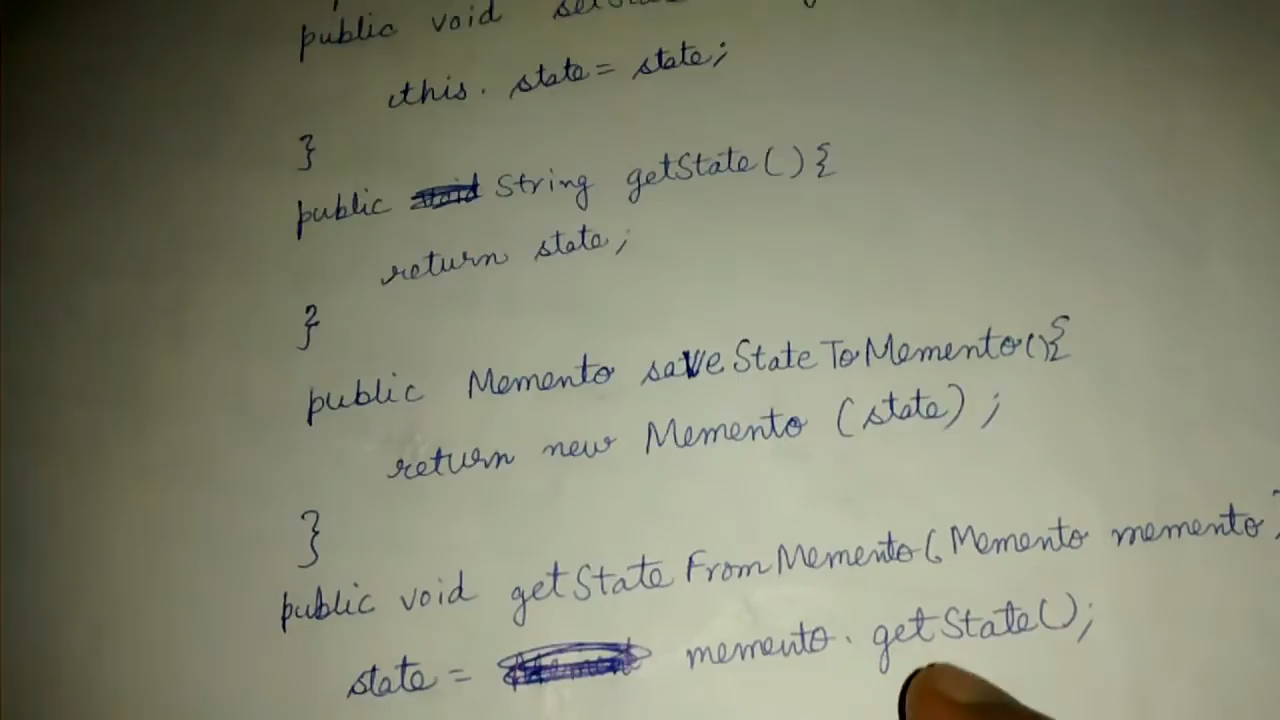 public void
this. state = state;
}
public String getState() {
return state;
}
public Memento saveStateToMemento(){
return new Memento (state);
}
public void getStateFromMemento(Memento memento)
state = memento. getState();